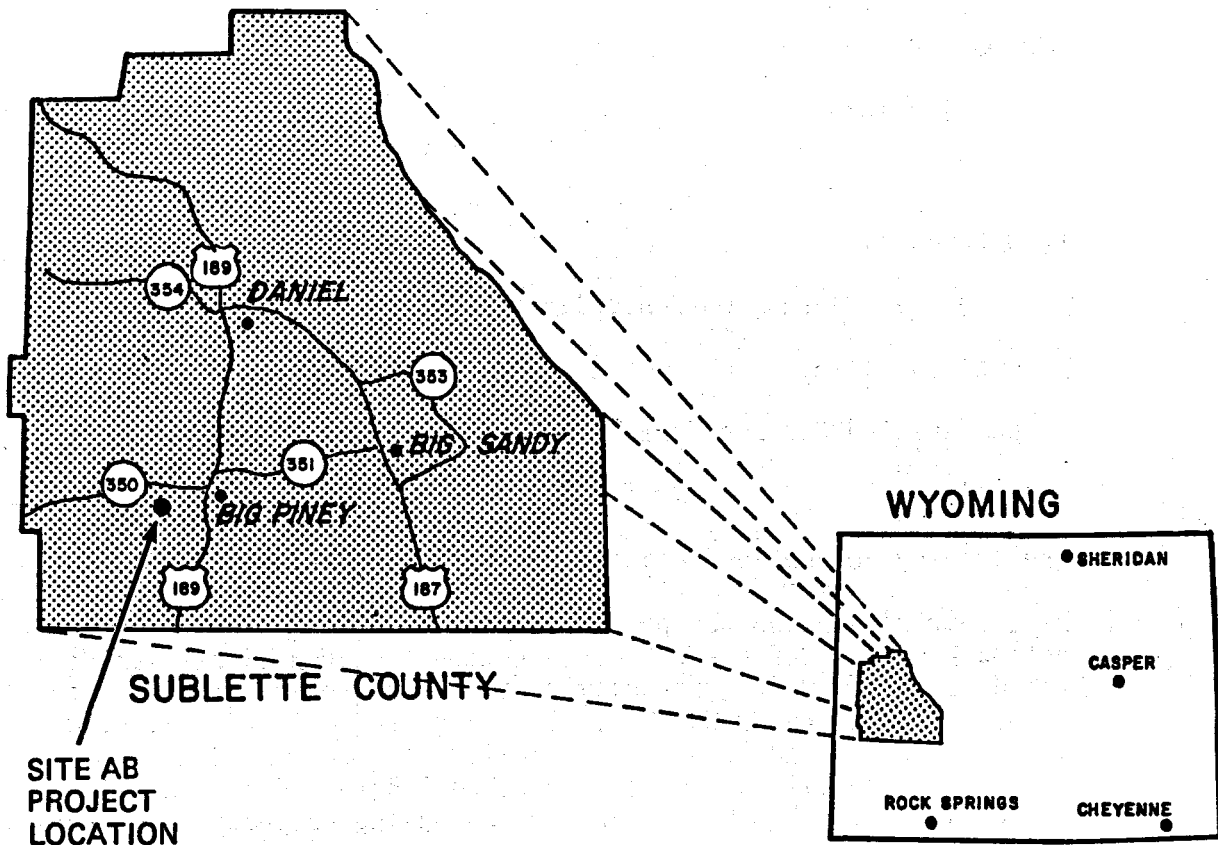 189
354
DANIEL
353
BIG SANDY
351
350
BIG PINEY
189
187
SUBLETTE COUNTY
SITE AB
PROJECT
LOCATION
WYOMING
SHERIDAN
CASPER
ROCK SPRINGS
CHEYENNE